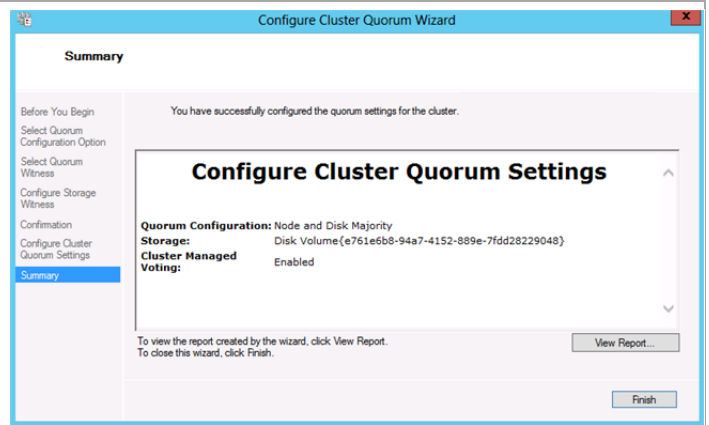 Configure Cluster Quorum Wizard
x
Summary
Before You Begin
Select Quorum
Configuration Option
Select Quorum
Witness
Configure Storage
Witness
Confirmation
Configure Cluster
Quorum Settings
Summary
You have successfully configured the quorum settings for the cluster.
Configure Cluster Quorum Settings
Quorum Configuration: Node and Disk Majority
Storage: Disk Volume{e761e6b8-94a7-4152-889e-7fdd28229048}
Cluster Managed
Voting: Enabled
To view the report created by the wizard, click View Report.
To close this wizard, click Finish.
View Report...
Finish